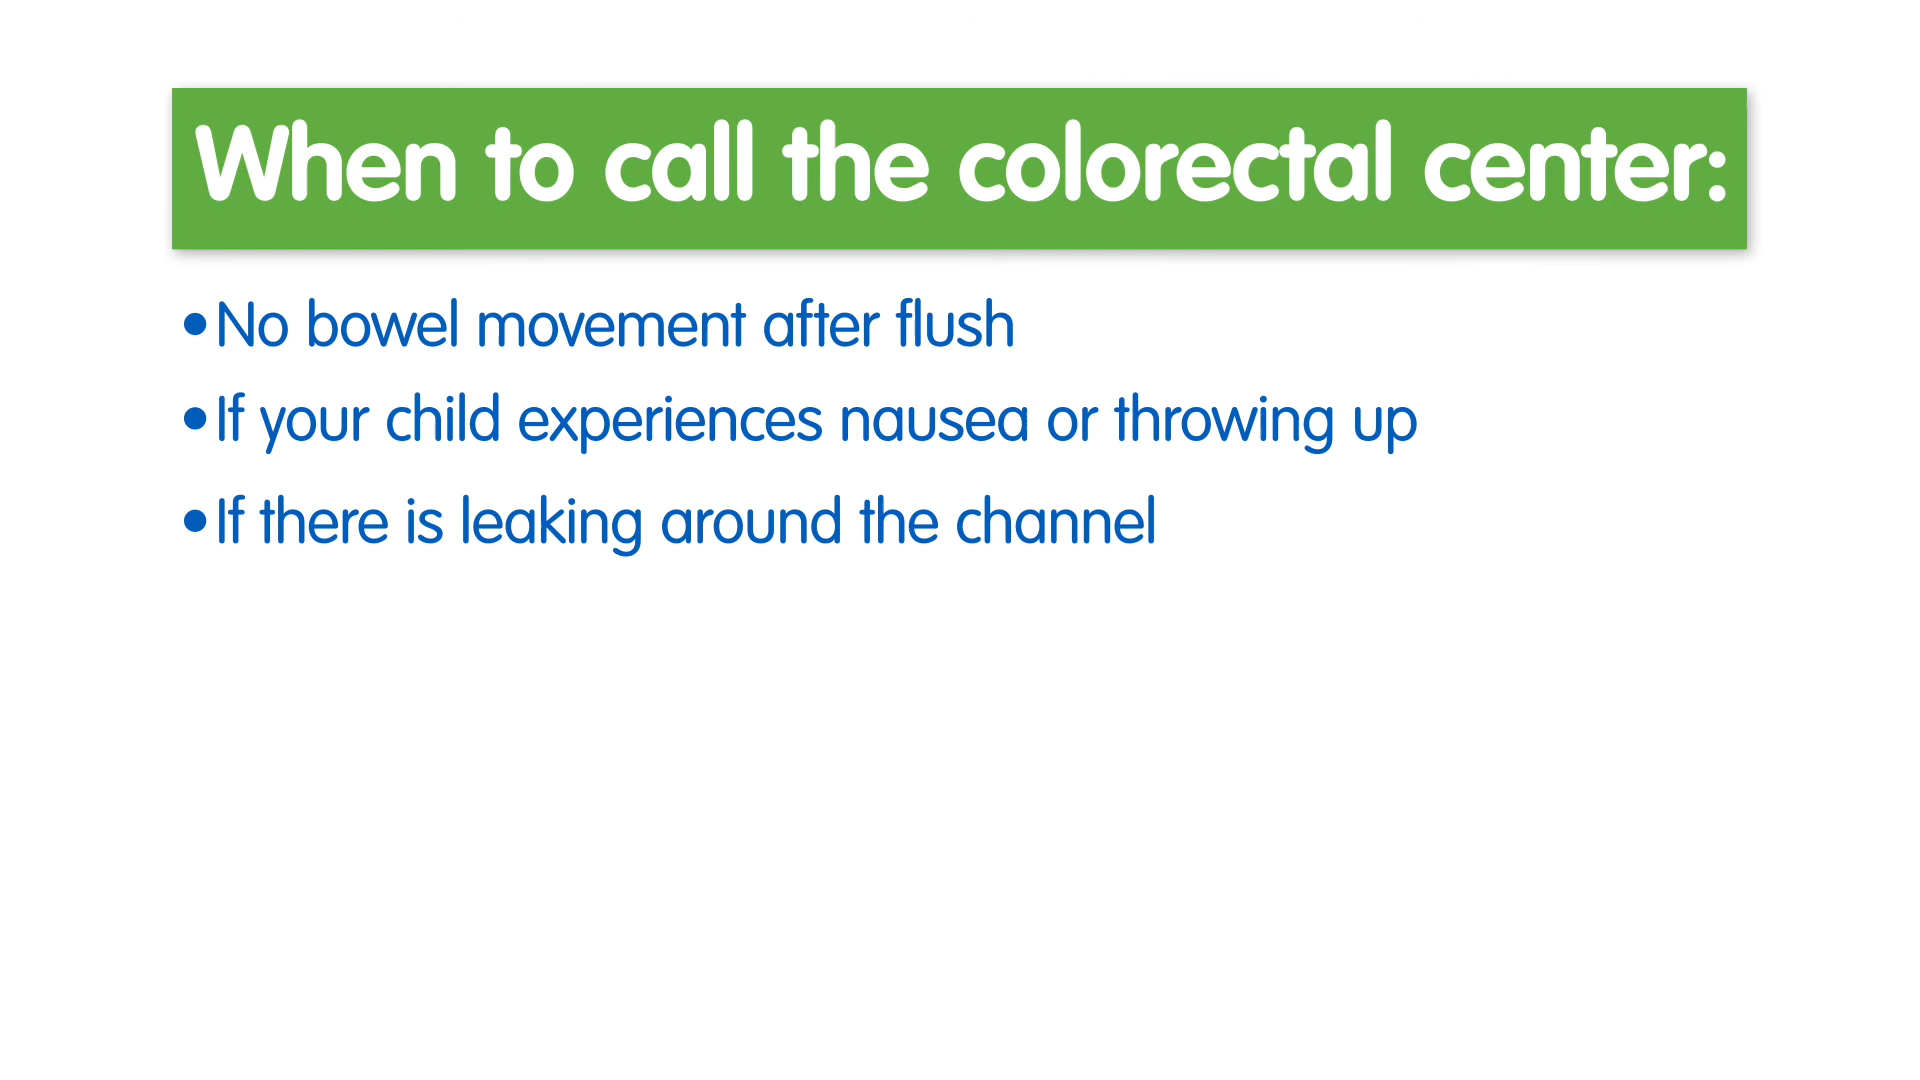 When to call the colorectal center:
•No bowel movement after flush
•If your child experiences nausea or throwing up
•If there is leaking around the channel